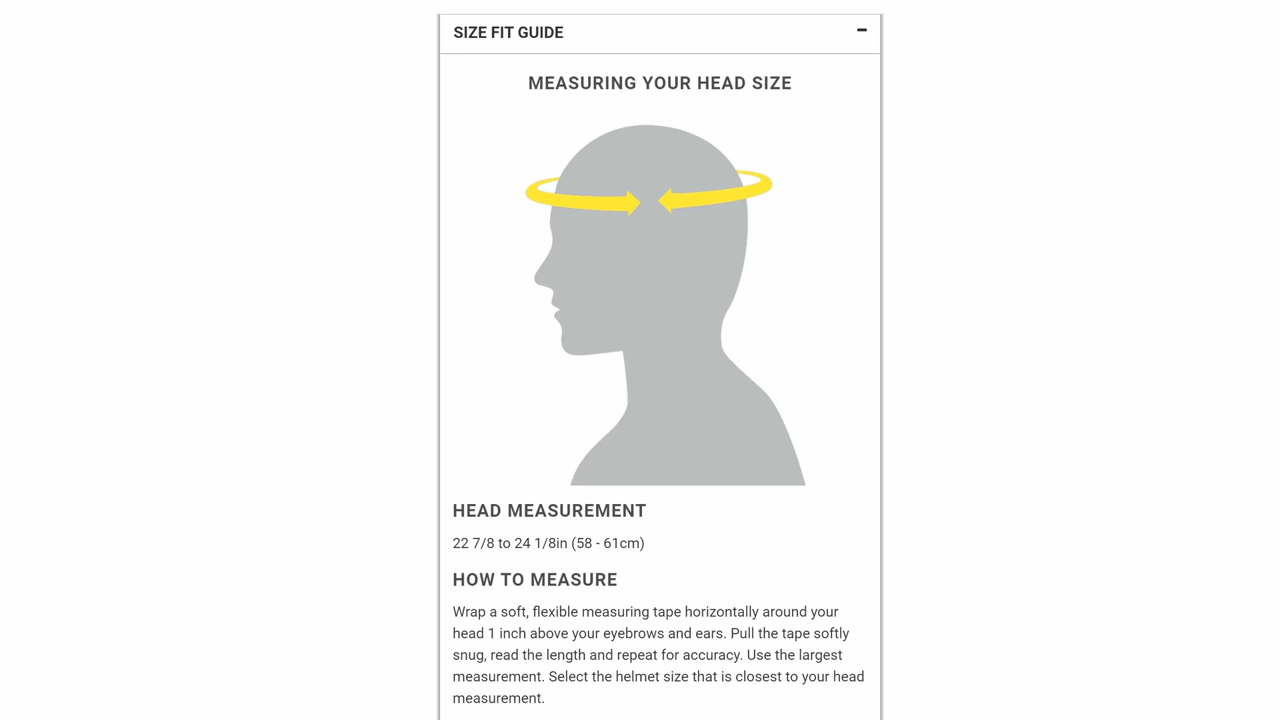 SIZE FIT GUIDE
MEASURING YOUR HEAD SIZE
HEAD MEASUREMENT
22 7/8 to 24 1/8in (58 - 61cm)
HOW TO MEASURE
Wrap a soft, flexible measuring tape horizontally around your
head 1 inch above your eyebrows and ears. Pull the tape softly
snug, read the length and repeat for accuracy. Use the largest
measurement. Select the helmet size that is closest to your head
measurement.